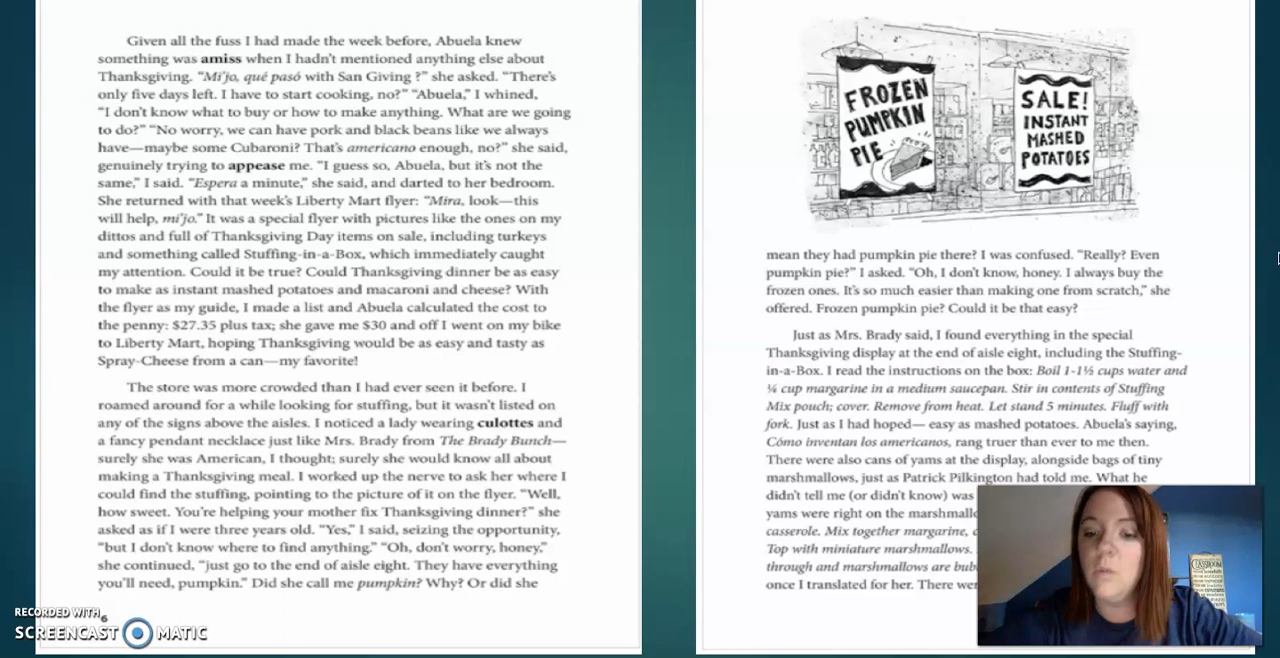 Given all the fuss I had made the week before, Abuela knew
something was amiss when I hadn't mentioned anything else about
Thanksgiving. “Mi'jo, qué pasó with San Giving ?” she asked. “There's
only five days left. I have to start cooking, no?” “Abuela,” I whined,
“I don't know what to buy or how to make anything. What are we going
to do?” “No worry, we can have pork and black beans like we always
have—maybe some Cubaroni? That's americano enough, no?” she said,
genuinely trying to appease me. “I guess so, Abuela, but it's not the
same,” I said. “Espera a minute,” she said, and darted to her bedroom.
She returned with that week's Liberty Mart flyer: “Mira, look—this
will help, mi'jo.” It was a special flyer with pictures like the ones on my
dittos and full of Thanksgiving Day items on sale, including turkeys
and something called Stuffing-in-a-Box, which immediately caught
my attention. Could it be true? Could Thanksgiving dinner be as easy
to make as instant mashed potatoes and macaroni and cheese? With
the flyer as my guide, I made a list and Abuela calculated the cost to
the penny: $27.35 plus tax; she gave me $30 and off I went on my bike
to Liberty Mart, hoping Thanksgiving would be as easy and tasty as
Spray-Cheese from a can—my favorite!
The store was more crowded than I had ever seen it before. I
roamed around for a while looking for stuffing, but it wasn't listed on
any of the signs above the aisles. I noticed a lady wearing culottes and
a fancy pendant necklace just like Mrs. Brady from The Brady Bunch—
surely she was American, I thought; surely she would know all about
making a Thanksgiving meal. I worked up the nerve to ask her where I
could find the stuffing, pointing to the picture of it on the flyer. “Well,
how sweet. You're helping your mother fix Thanksgiving dinner?” she
asked as if I were three years old. “Yes,” I said, seizing the opportunity,
“but I don't know where to find anything.” “Oh, don't worry, honey,”
she continued, “just go to the end of aisle eight. They have everything
you'll need, pumpkin.” Did she call me pumpkin? Why? Or did she
6
RECORDED WITH
SCREENCAST MATIC
FROZEN
PUMPKIN
PIE
SALE!
INSTANT
MASHED
POTATOES
mean they had pumpkin pie there? I was confused. “Really? Even
pumpkin pie?” I asked. “Oh, I don't know, honey. I always buy the
frozen ones. It's so much easier than making one from scratch,” she
offered. Frozen pumpkin pie? Could it be that easy?
Just as Mrs. Brady said, I found everything in the special
Thanksgiving display at the end of aisle eight, including the Stuffing-
in-a-Box. I read the instructions on the box: Boil 1-1½ cups water and
¼ cup margarine in a medium saucepan. Stir in contents of Stuffing
Mix pouch; cover. Remove from heat. Let stand 5 minutes. Fluff with
fork. Just as I had hoped— easy as mashed potatoes. Abuela's saying,
Cómo inventan los americanos, rang truer than ever to me then.
There were also cans of yams at the display, alongside bags of tiny
marshmallows, just as Patrick Pilkington had told me. What he
didn't tell me (or didn't know) was
yams were right on the
casserole. Mix together margarine,
Top with miniature marshmallows.
through and marshmallows are
once I translated for her. There